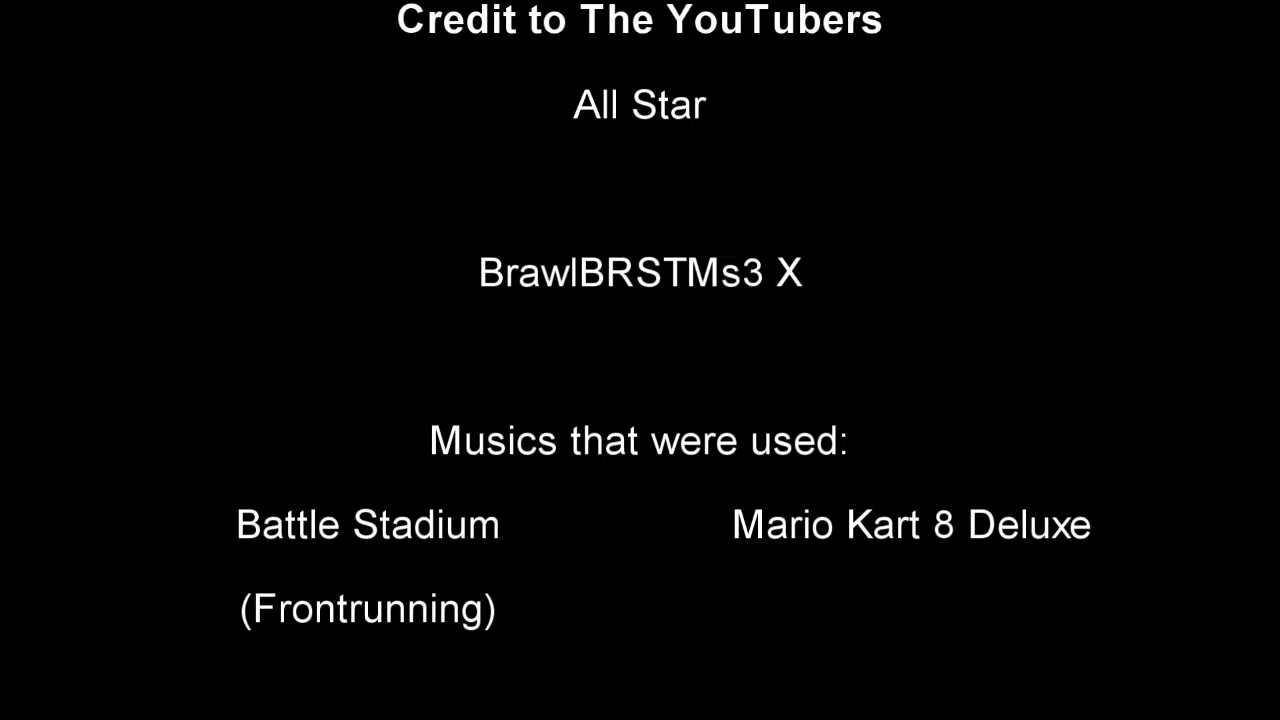 Credit to The YouTubers
All Star
BrawlBRSTMs3 X
Musics that were used:
Battle Stadium Mario Kart 8 Deluxe
(Frontrunning)